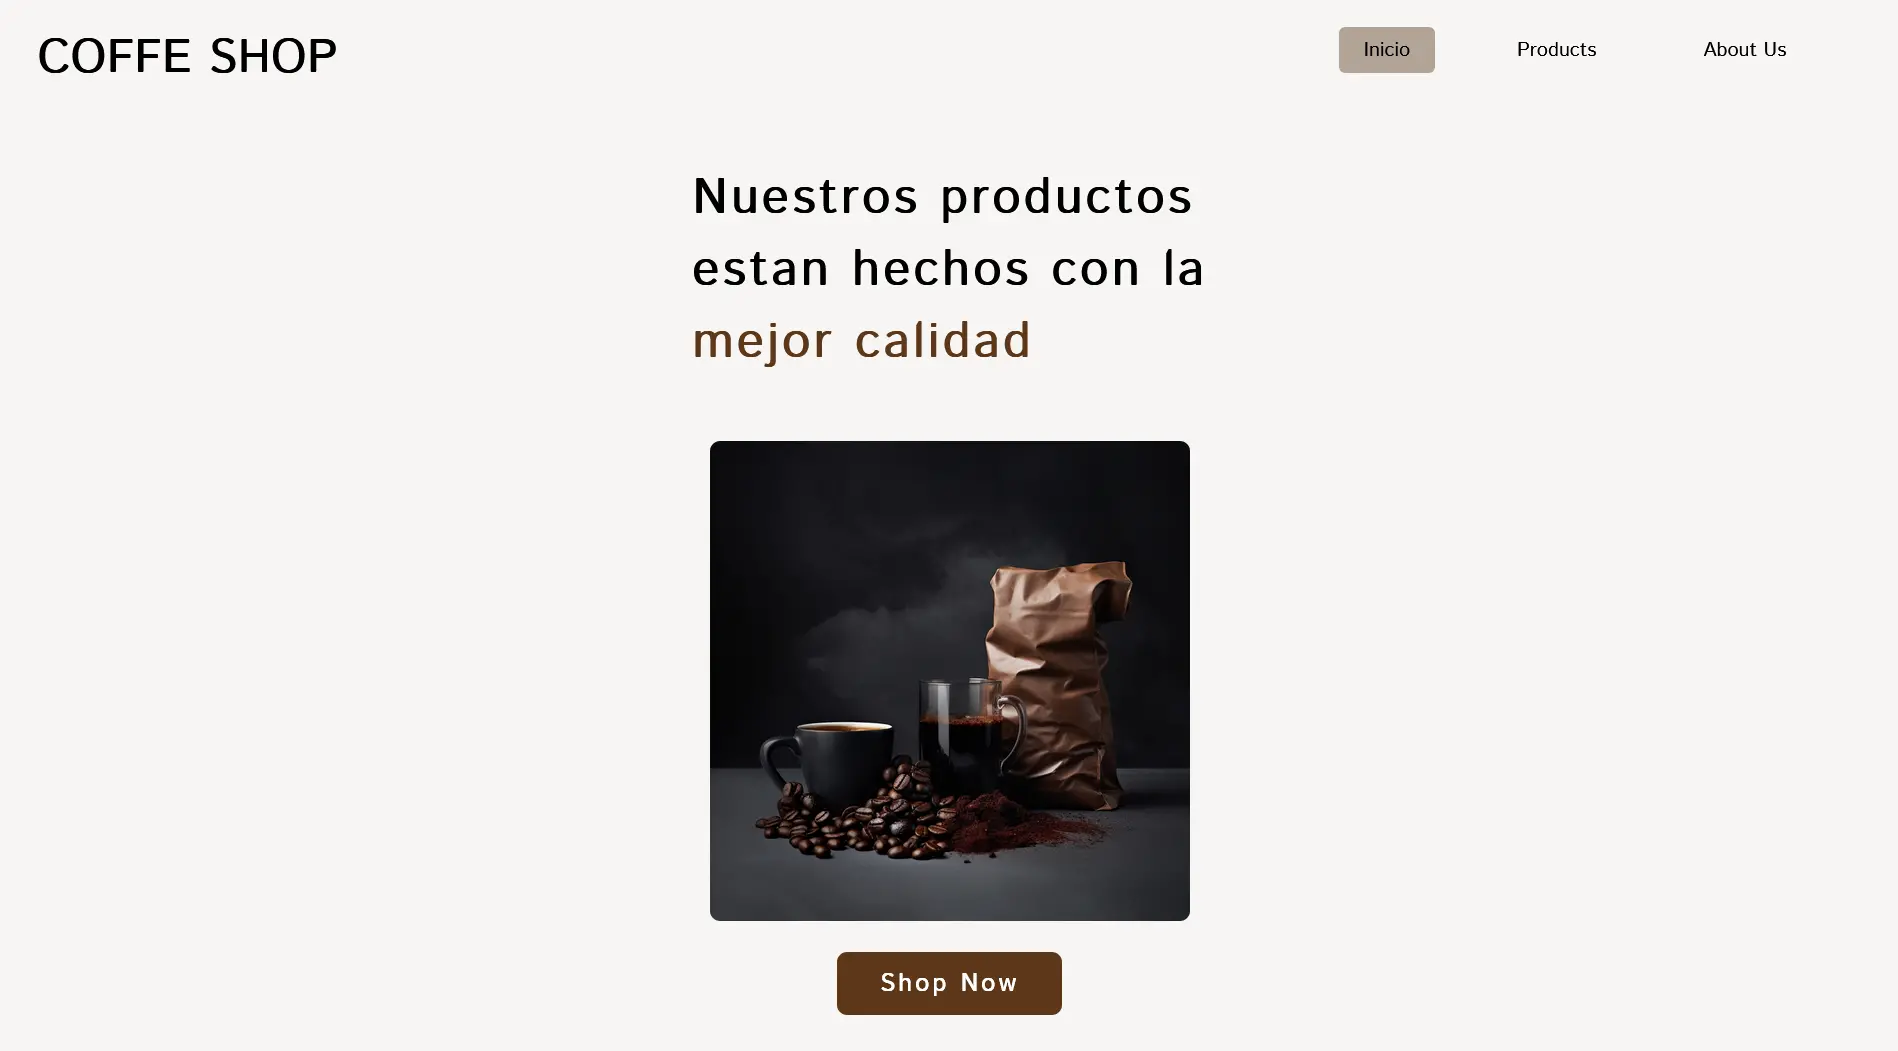 COFFE SHOP
Inicio
Products
About Us
Nuestros productos
estan hechos con la
mejor calidad
Shop Now